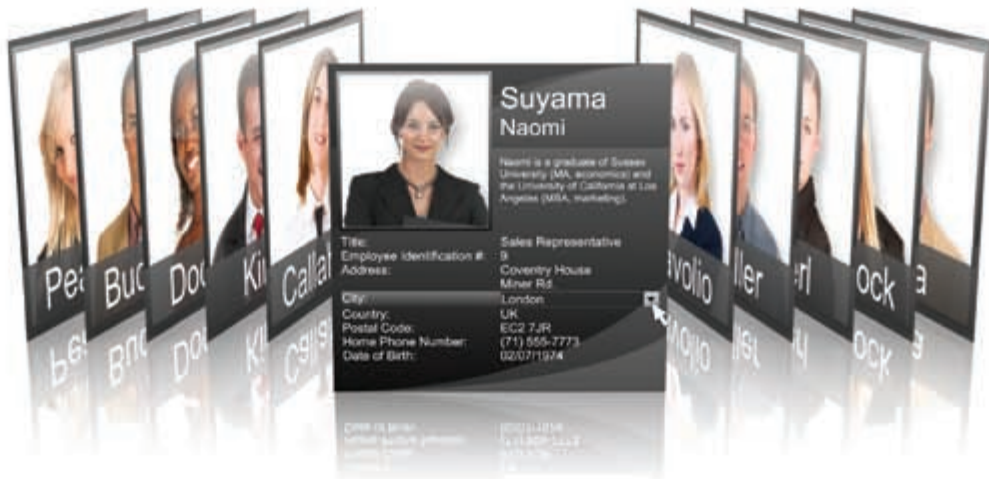 Pea
Buc
Doc
Ki
Callah
Suyama
Naomi
Naomi is a graduate of Sussex
University (MA, economics) and
the University of California at Los
Angeles (MBA, marketing).
Title: Sales Representative
Employee Identification #: 9
Address: Coventry House
Miner Rd.
City: London
Country: UK
Postal Code: EC2 7JR
Home Phone Number: (71) 555-7773
Date of Birth: 02/07/1974
volio
ller
erl
ock
a